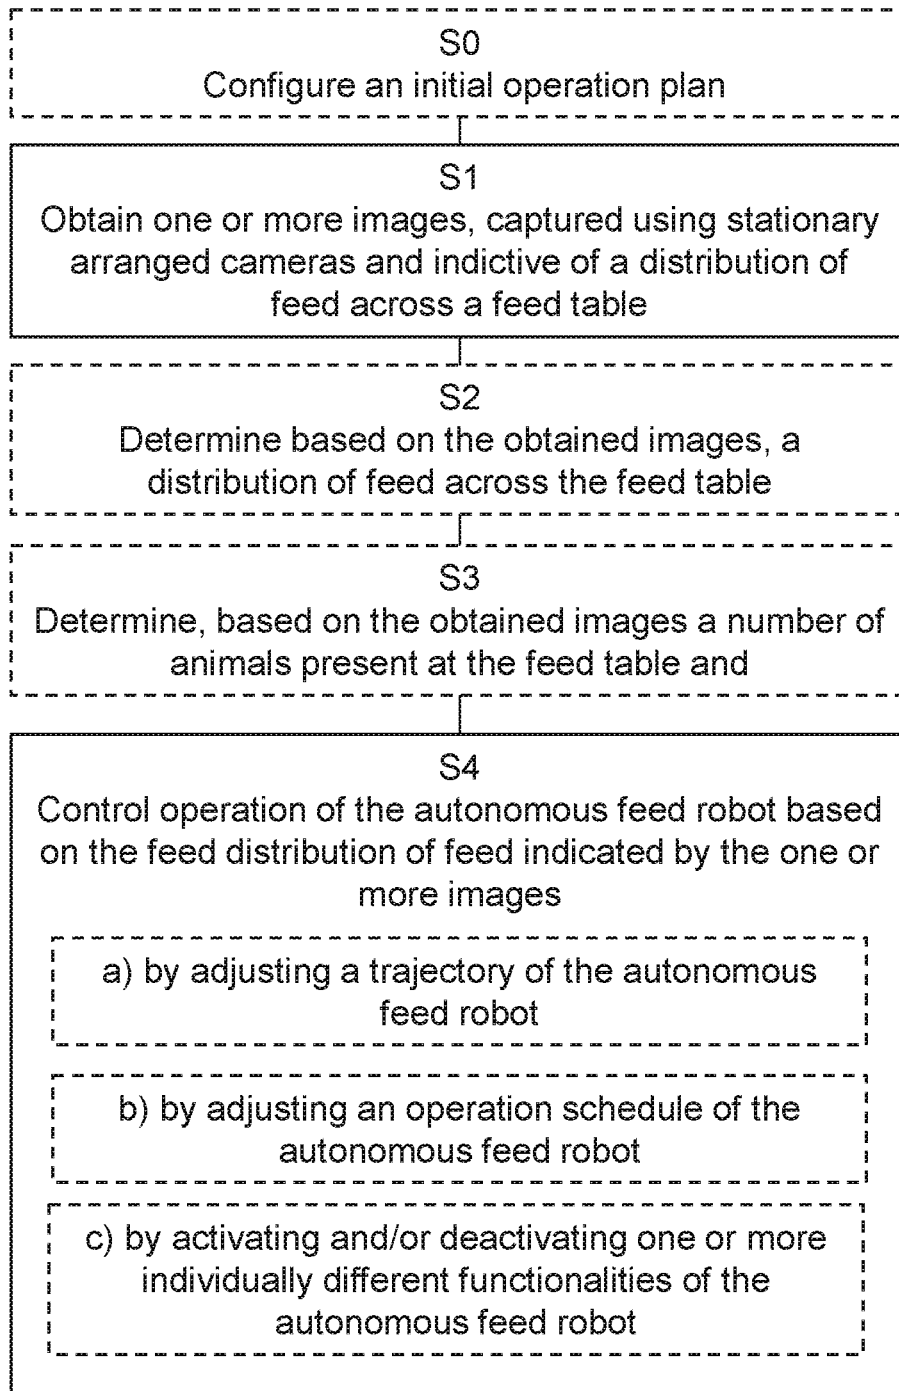 S0
Configure an initial operation plan
S1
Obtain one or more images, captured using stationary
arranged cameras and indictive of a distribution of
feed across a feed table
S2
Determine based on the obtained images, a
distribution of feed across the feed table
S3
Determine, based on the obtained images a number of
animals present at the feed table and
S4
Control operation of the autonomous feed robot based
on the feed distribution of feed indicated by the one or
more images
a) by adjusting a trajectory of the autonomous
feed robot
b) by adjusting an operation schedule of the
autonomous feed robot
c) by activating and/or deactivating one or more
individually different functionalities of the
autonomous feed robot